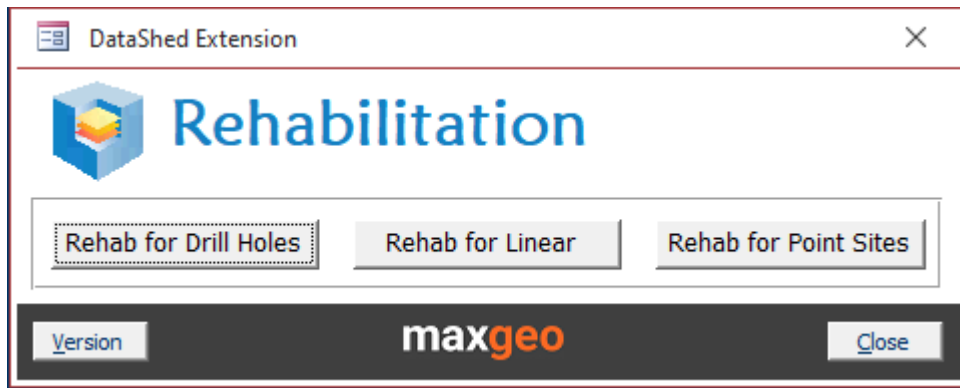 DataShed Extension
Rehabilitation
Rehab for Drill Holes Rehab for Linear Rehab for Point Sites
Version maxgeo Close